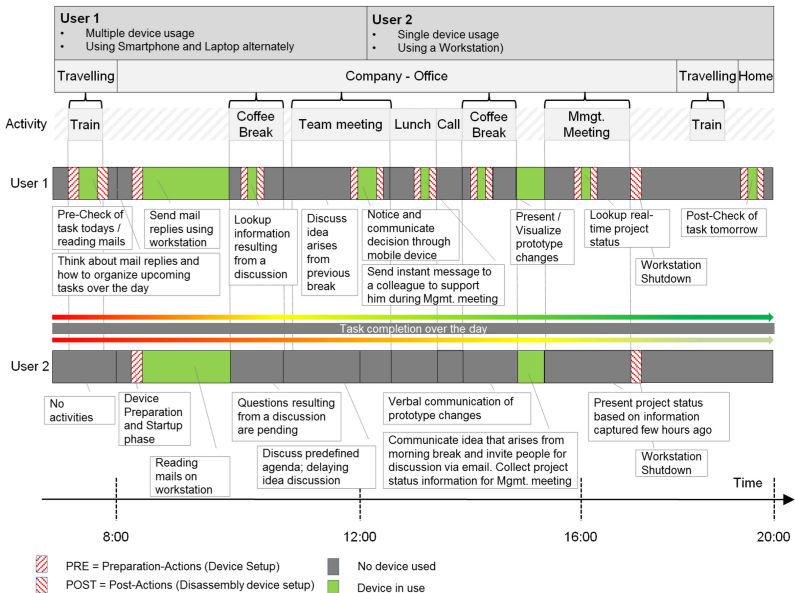 User 1
• Multiple device usage
• Using Smartphone and Laptop alternately
User 2
• Single device usage
• Using a Workstation)
Travelling
Company - Office
Travelling
Home
Activity
Train
Coffee
Break
Team meeting
Lunch
Call
Coffee
Break
Mmgt.
Meeting
Train
User 1
Pre-Check of
task todays /
reading mails
Send mail
replies using
workstation
Think about mail replies and
how to organize upcoming
tasks over the day
Lookup
information
resulting
from a
discussion
Discuss
idea
arises
from
previous
break
Notice and
communicate
decision through
mobile device
Send instant message to
a colleague to support
him during Mgmt. meeting
Present /
Visualize
prototype
changes
Lookup real-
time project
status
Workstation
Shutdown
Post-Check of
task tomorrow
Task completion over the day
User 2
No
activities
Device
Preparation
and Startup
phase
Reading
mails on
workstation
Questions resulting
from a discussion
are pending
Discuss predefined
agenda; delaying
idea discussion
Verbal communication of
prototype changes
Communicate idea that arises from
morning break and invite people for
discussion via email. Collect project
status information for Mgmt. meeting
Present project status
based on information
captured few hours ago
Workstation
Shutdown
Time
8:00
12:00
16:00
20:00
PRE = Preparation-Actions (Device Setup)
POST = Post-Actions (Disassembly device setup)
No device used
Device in use